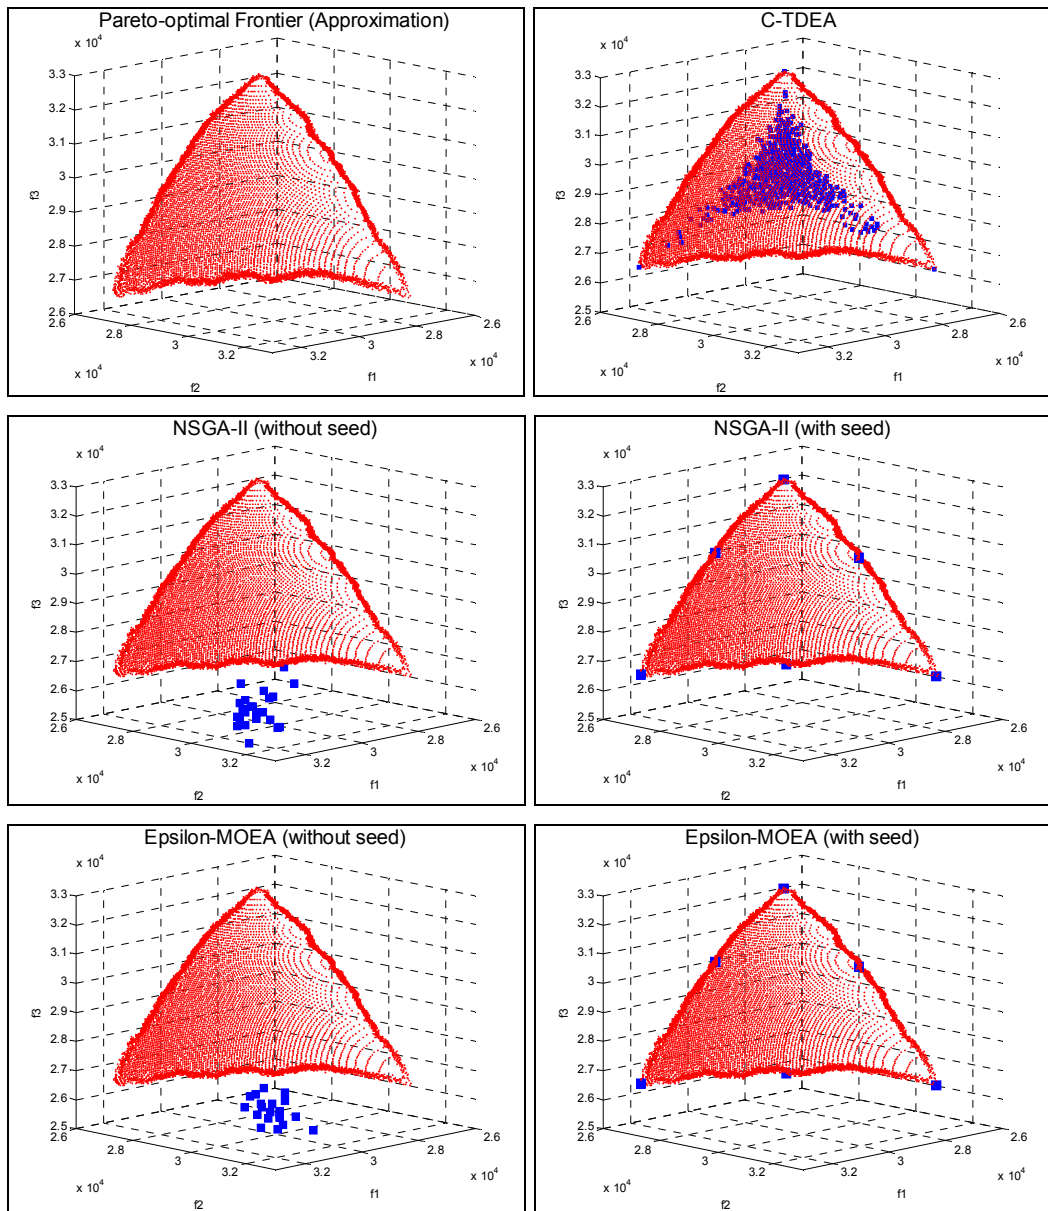 Pareto-optimal Frontier (Approximation)
x 10^4
3.3
3.2
3.1
3
2.9
2.8
2.7
2.6
f3
2.6
2.8
3
3.2
x 10^4
f2
3.2
3
2.8
2.6
x 10^4
f1
C-TDEA
x 10^4
3.3
3.2
3.1
3
2.9
2.8
2.7
2.6
2.5
f3
2.6
2.8
3
3.2
x 10^4
f2
3.2
3
2.8
2.6
x 10^4
f1
NSGA-II (without seed)
x 10^4
3.3
3.2
3.1
3
2.9
2.8
2.7
2.6
2.5
f3
2.6
2.8
3
3.2
x 10^4
f2
3.2
3
2.8
2.6
x 10^4
f1
NSGA-II (with seed)
x 10^4
3.3
3.2
3.1
3
2.9
2.8
2.7
2.6
2.5
f3
2.6
2.8
3
3.2
x 10^4
f2
3.2
3
2.8
2.6
x 10^4
f1
Epsilon-MOEA (without seed)
x 10^4
3.3
3.2
3.1
3
2.9
2.8
2.7
2.6
2.5
f3
2.6
2.8
3
3.2
x 10^4
f2
3.2
3
2.8
2.6
x 10^4
f1
Epsilon-MOEA (with seed)
x 10^4
3.3
3.2
3.1
3
2.9
2.8
2.7
2.6
2.5
f3
2.6
2.8
3
3.2
x 10^4
f2
3.2
3
2.8
2.6
x 10^4
f1